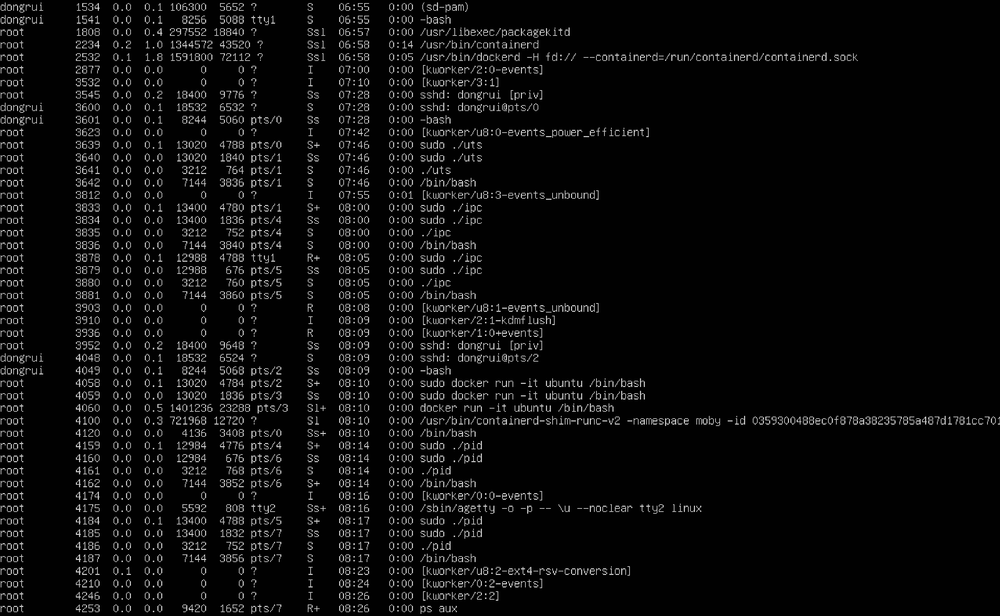 dongrui     1534  0.0  0.1 106300  5652 ?        S    06:55   0:00 (sd-pam)
dongrui     1541  0.0  0.1   8256  5088 tty1     S    06:55   0:00 -bash
root        1808  0.0  0.4 297552 18840 ?        Ssl  06:57   0:00 /usr/libexec/packagekitd
root        2234  0.2  1.0 1344572 43520 ?       Ssl  06:58   0:14 /usr/bin/containerd
root        2532  0.1  1.8 1591800 72112 ?       Ssl  06:58   0:05 /usr/bin/dockerd -H fd:// --containerd=/run/containerd/containerd.sock
root        2877  0.0  0.0      0     0 ?        I    07:00   0:00 [kworker/2:0-events]
root        3532  0.0  0.0      0     0 ?        I    07:10   0:00 [kworker/3:1]
root        3545  0.0  0.2  18400  9776 ?        Ss   07:28   0:00 sshd: dongrui [priv]
dongrui     3600  0.0  0.1  18532  6532 ?        S    07:28   0:00 sshd: dongrui@pts/0
dongrui     3601  0.0  0.1   8244  5060 pts/0    Ss   07:28   0:00 -bash
root        3623  0.0  0.0      0     0 ?        I    07:42   0:00 [kworker/u8:0-events_power_efficient]
root        3639  0.0  0.1  13020  4788 pts/0    S+   07:46   0:00 sudo ./uts
root        3640  0.0  0.0  13020  1840 pts/1    Ss   07:46   0:00 sudo ./uts
root        3641  0.0  0.0   3212   764 pts/1    S    07:46   0:00 ./uts
root        3642  0.0  0.0   7144  3836 pts/1    S    07:46   0:00 /bin/bash
root        3812  0.0  0.0      0     0 ?        I    07:55   0:01 [kworker/u8:3-events_unbound]
root        3833  0.0  0.1  13400  4780 pts/1    S+   08:00   0:00 sudo ./ipc
root        3834  0.0  0.0  13400  1836 pts/4    Ss   08:00   0:00 sudo ./ipc
root        3835  0.0  0.0   3212   752 pts/4    S    08:00   0:00 ./ipc
root        3836  0.0  0.0   7144  3840 pts/4    S    08:00   0:00 /bin/bash
root        3878  0.0  0.1  12988  4788 tty1     R+   08:05   0:00 sudo ./ipc
root        3879  0.0  0.0  12988   676 pts/5    Ss   08:05   0:00 sudo ./ipc
root        3880  0.0  0.0   3212   760 pts/5    S    08:05   0:00 ./ipc
root        3881  0.0  0.0   7144  3860 pts/5    S    08:05   0:00 /bin/bash
root        3903  0.0  0.0      0     0 ?        R    08:08   0:00 [kworker/u8:1-events_unbound]
root        3910  0.0  0.0      0     0 ?        I    08:09   0:00 [kworker/2:1-kdmflush]
root        3936  0.0  0.0      0     0 ?        R    08:09   0:00 [kworker/1:0+events]
root        3952  0.0  0.2  18400  9648 ?        Ss   08:09   0:00 sshd: dongrui [priv]
dongrui     4048  0.0  0.1  18532  6524 ?        S    08:09   0:00 sshd: dongrui@pts/2
dongrui     4049  0.0  0.1   8244  5068 pts/2    Ss   08:09   0:00 -bash
root        4058  0.0  0.1  13020  4784 pts/2    S+   08:10   0:00 sudo docker run -it ubuntu /bin/bash
root        4059  0.0  0.0  13020  1836 pts/3    Ss   08:10   0:00 sudo docker run -it ubuntu /bin/bash
root        4060  0.0  0.5 1401236 23288 pts/3   Sl+  08:10   0:00 docker run -it ubuntu /bin/bash
root        4100  0.0  0.3 721968 12720 ?        Sl   08:10   0:00 /usr/bin/containerd-shim-runc-v2 -namespace moby -id 0359300488ec0f878a38235785a487d1781cc701
root        4120  0.0  0.0   4136  3408 pts/0    Ss+  08:10   0:00 /bin/bash
root        4159  0.0  0.1  12984  4776 pts/4    S+   08:14   0:00 sudo ./pid
root        4160  0.0  0.0  12984   676 pts/6    Ss   08:14   0:00 sudo ./pid
root        4161  0.0  0.0   3212   768 pts/6    S    08:14   0:00 ./pid
root        4162  0.0  0.0   7144  3852 pts/6    S+   08:14   0:00 /bin/bash
root        4174  0.0  0.0      0     0 ?        I    08:16   0:00 [kworker/0:0-events]
root        4175  0.0  0.0   5592   808 tty2     Ss+  08:16   0:00 /sbin/agetty -o -p -- \u --noclear tty2 linux
root        4184  0.0  0.1  13400  4788 pts/5    S+   08:17   0:00 sudo ./pid
root        4185  0.0  0.0  13400  1832 pts/7    Ss   08:17   0:00 sudo ./pid
root        4186  0.0  0.0   3212   752 pts/7    S    08:17   0:00 ./pid
root        4187  0.0  0.0   7144  3856 pts/7    S    08:17   0:00 /bin/bash
root        4201  0.1  0.0      0     0 ?        I    08:23   0:00 [kworker/u8:2-ext4-rsv-conversion]
root        4210  0.0  0.0      0     0 ?        I    08:24   0:00 [kworker/0:2-events]
root        4246  0.0  0.0      0     0 ?        I    08:26   0:00 [kworker/2:2]
root        4253  0.0  0.0   9420  1652 pts/7    R+   08:26   0:00 ps aux